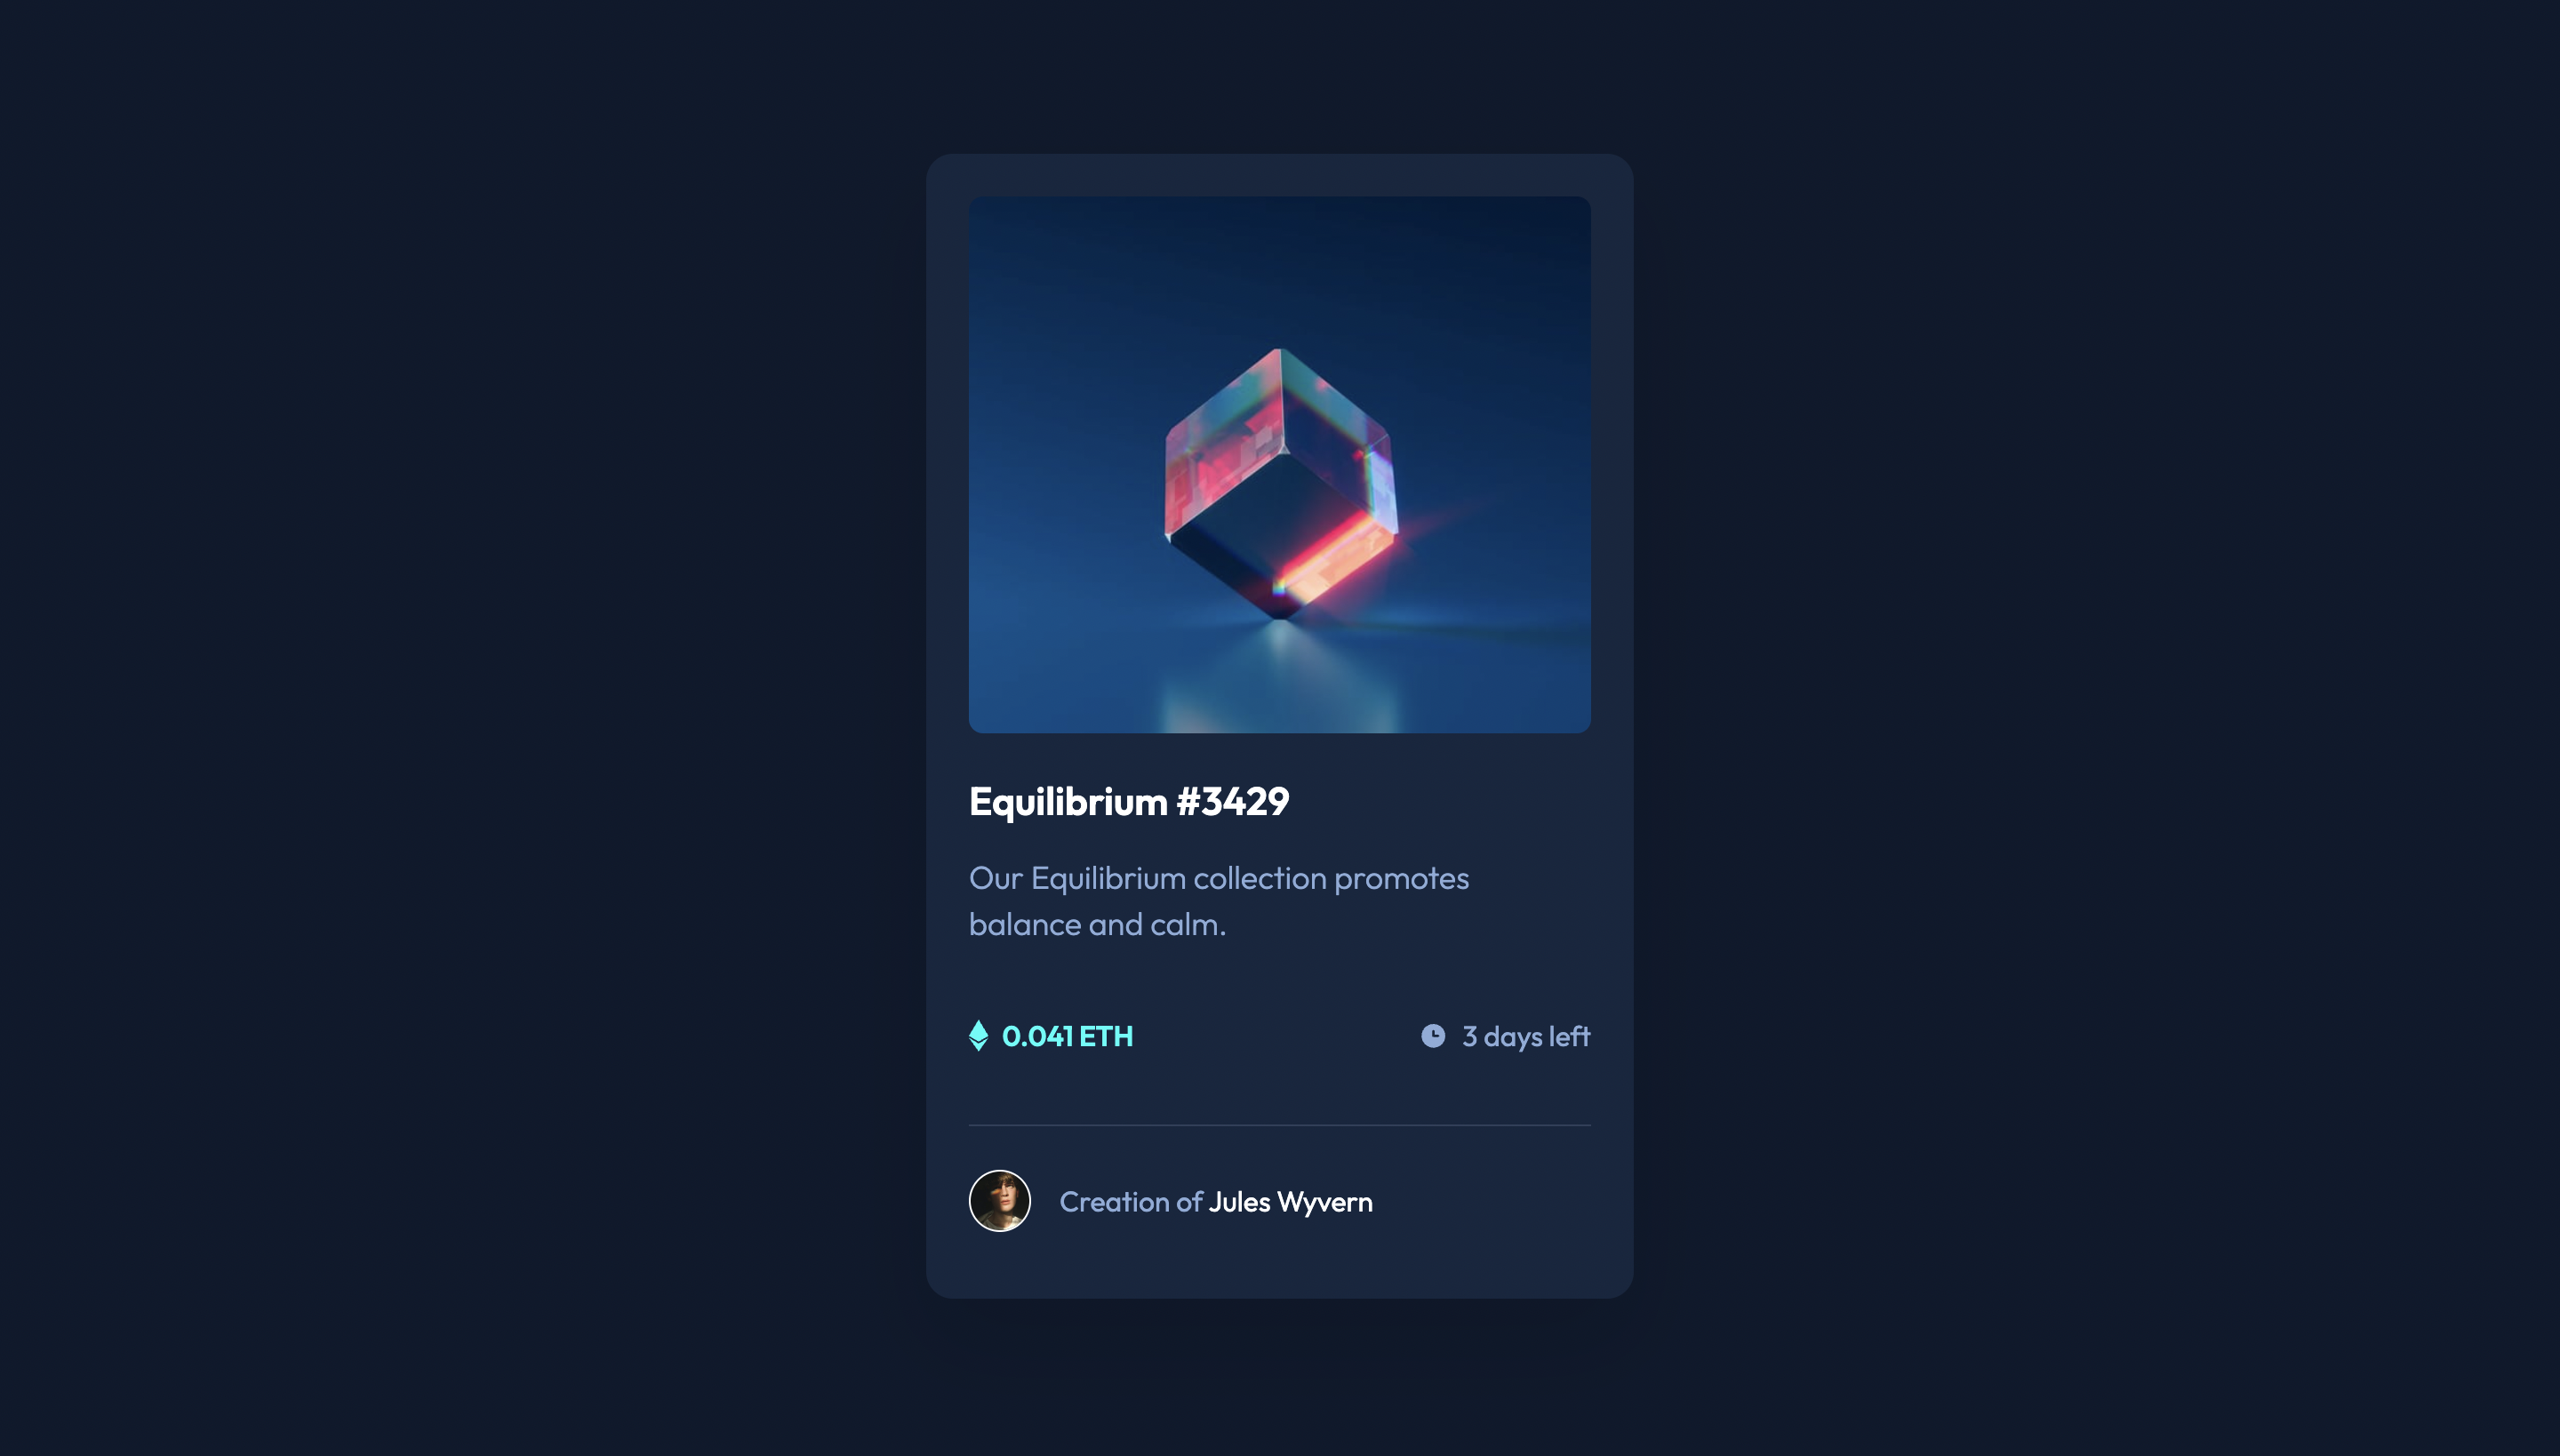 Equilibrium #3429
Our Equilibrium collection promotes
balance and calm.
0.041 ETH
3 days left
Creation of Jules Wyvern